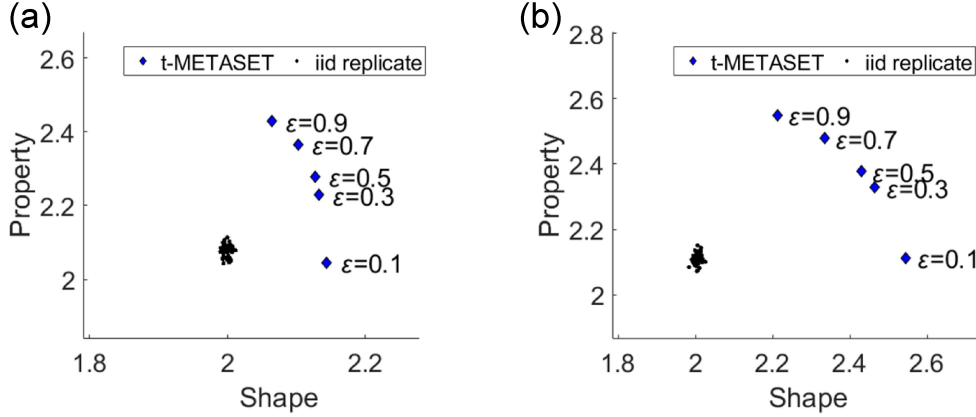 (a)
t-METASET iid replicate
2.6
2.4
2.2
2
Property
ε=0.9
ε=0.7
ε=0.5
ε=0.3
ε=0.1
1.8 2 2.2
Shape
(b)
t-METASET iid replicate
2.8
2.6
2.4
2.2
2
Property
ε=0.9
ε=0.7
ε=0.5
ε=0.3
ε=0.1
1.8 2 2.2 2.4 2.6
Shape